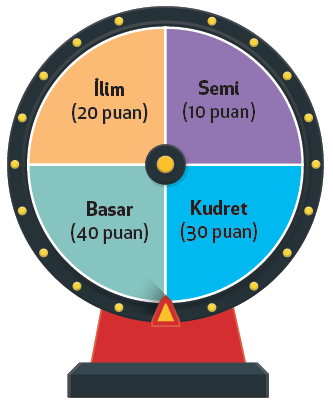 İlim
(20 puan)
Semi
(10 puan)
Basar
(40 puan)
Kudret
(30 puan)